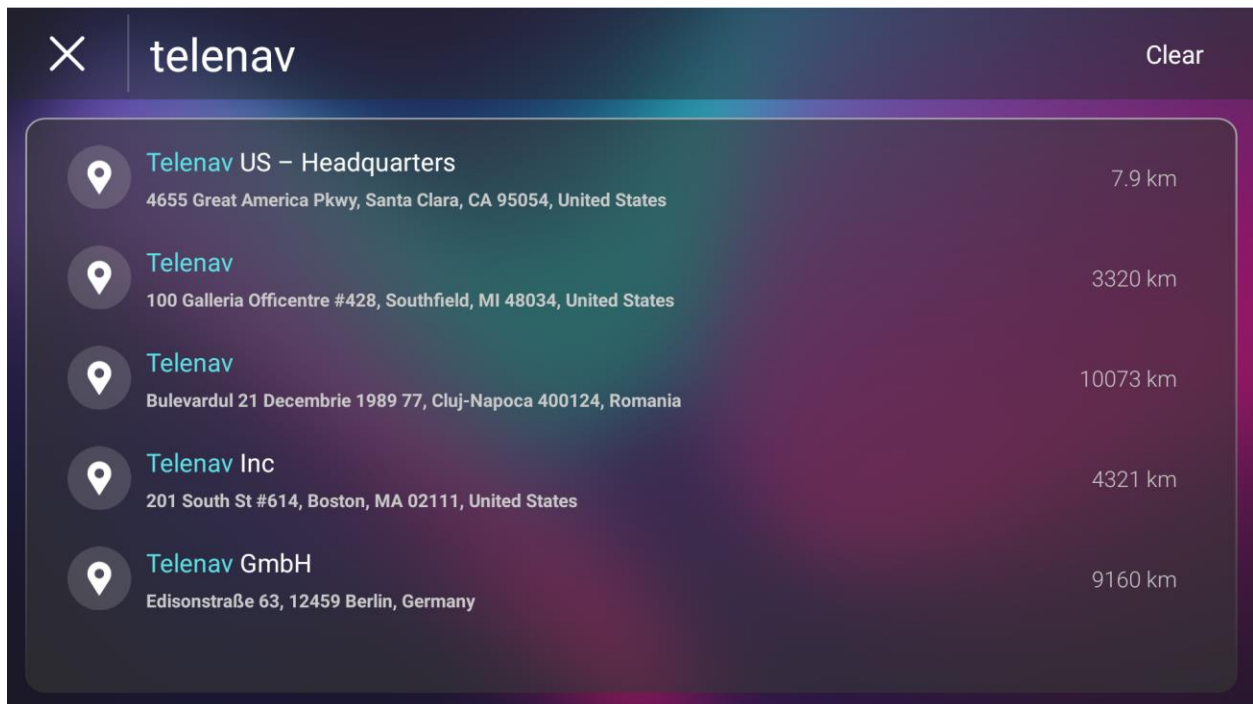 telenav
Clear
Telenav US – Headquarters
7.9 km
4655 Great America Pkwy, Santa Clara, CA 95054, United States
Telenav
3320 km
100 Galleria Officentre #428, Southfield, MI 48034, United States
Telenav
10073 km
Bulevardul 21 Decembrie 1989 77, Cluj-Napoca 400124, Romania
Telenav Inc
4321 km
201 South St #614, Boston, MA 02111, United States
Telenav GmbH
9160 km
Edisonstraße 63, 12459 Berlin, Germany